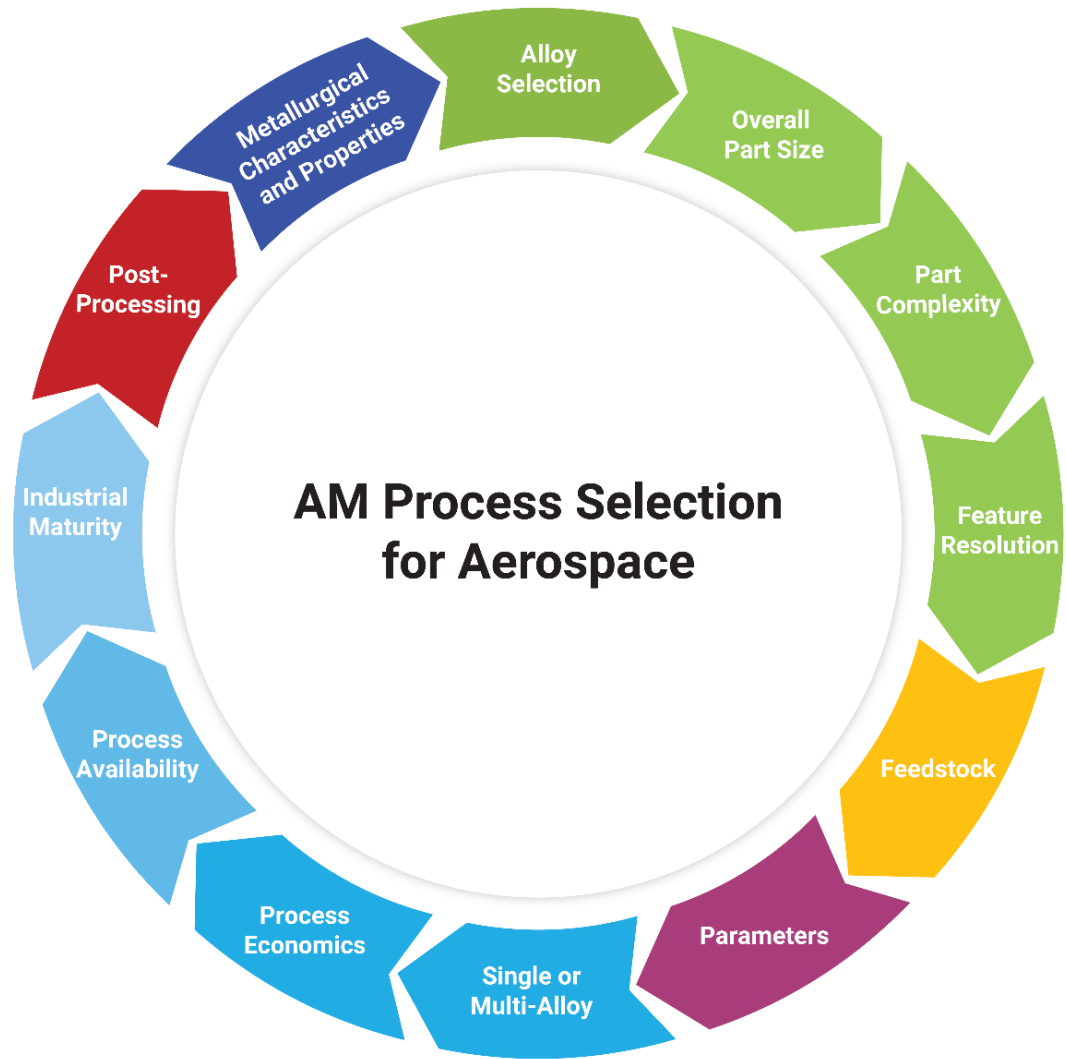 Alloy
Selection
Overall
Part Size
Part
Complexity
Feature
Resolution
Feedstock
Parameters
Single or
Multi-Alloy
Process
Economics
Process
Availability
Industrial
Maturity
Post-
Processing
Metallurgical
Characteristics
and Properties
AM Process Selection
for Aerospace